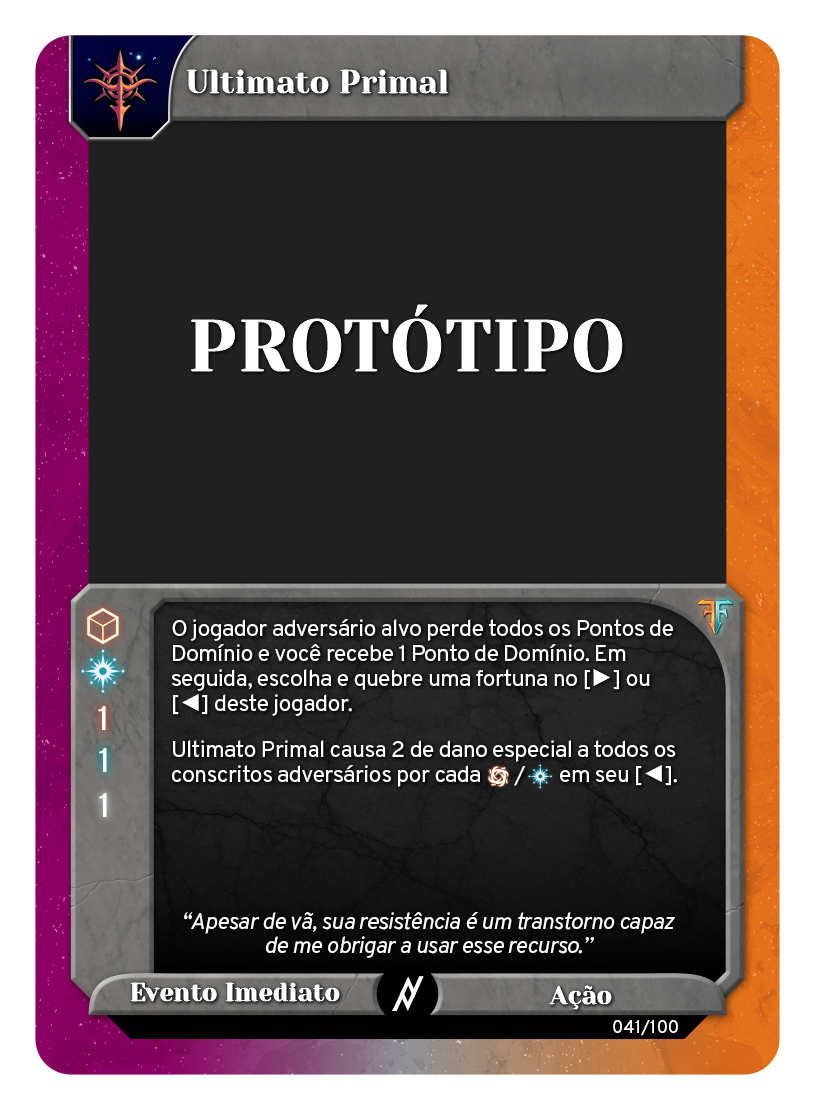 Ultimato Primal
PROTÓTIPO
O jogador adversário alvo perde todos os Pontos de
Domínio e você recebe 1 Ponto de Domínio. Em
seguida, escolha e quebre uma fortuna no [►] ou
[◄] deste jogador.
Ultimato Primal causa 2 de dano especial a todos os
conscritos adversários por cada / em seu [◄].
1
1
1
“Apesar de vã, sua resistência é um transtorno capaz
de me obrigar a usar esse recurso.”
Evento Imediato
Ação
041/100